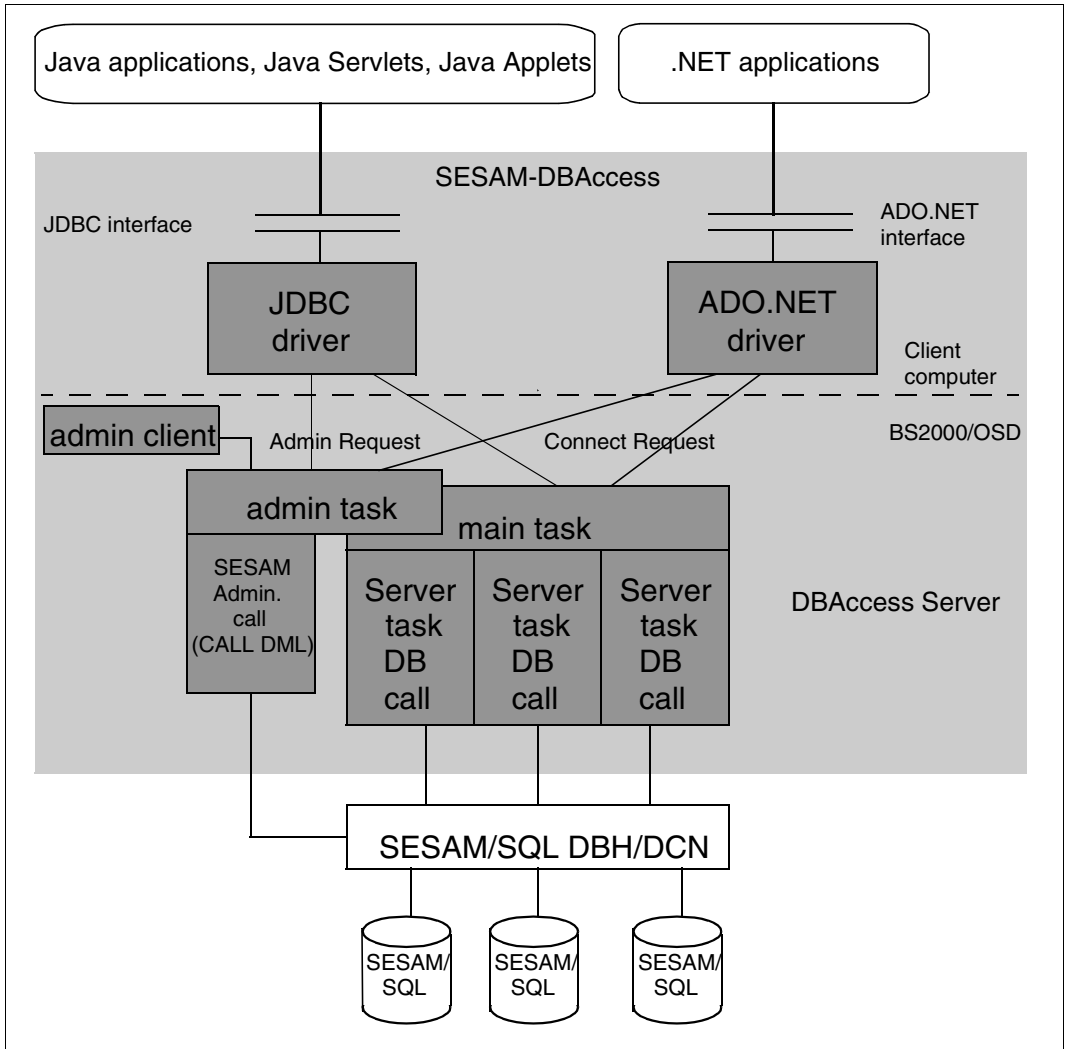 Java applications, Java Servlets, Java Applets
.NET applications
SESAM-DBAccess
JDBC interface
ADO.NET
interface
JDBC
driver
ADO.NET
driver
Client
computer
admin client
Admin Request
Connect Request
BS2000/OSD
admin task
main task
SESAM
Admin.
call
(CALL DML)
Server
task
DB
call
Server
task
DB
call
Server
task
DB
call
DBAccess Server
SESAM/SQL DBH/DCN
SESAM/
SQL
SESAM/
SQL
SESAM/
SQL